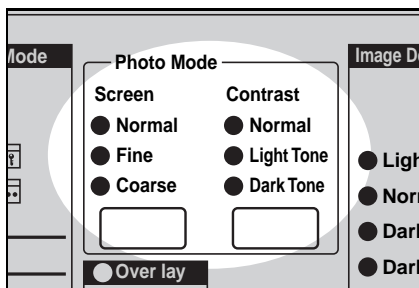 Mode
Photo Mode
Image D
Screen
Contrast
Normal
Normal
Fine
Light Tone
Coarse
Dark Tone
Ligh
Nor
Dark
Dark
Over lay